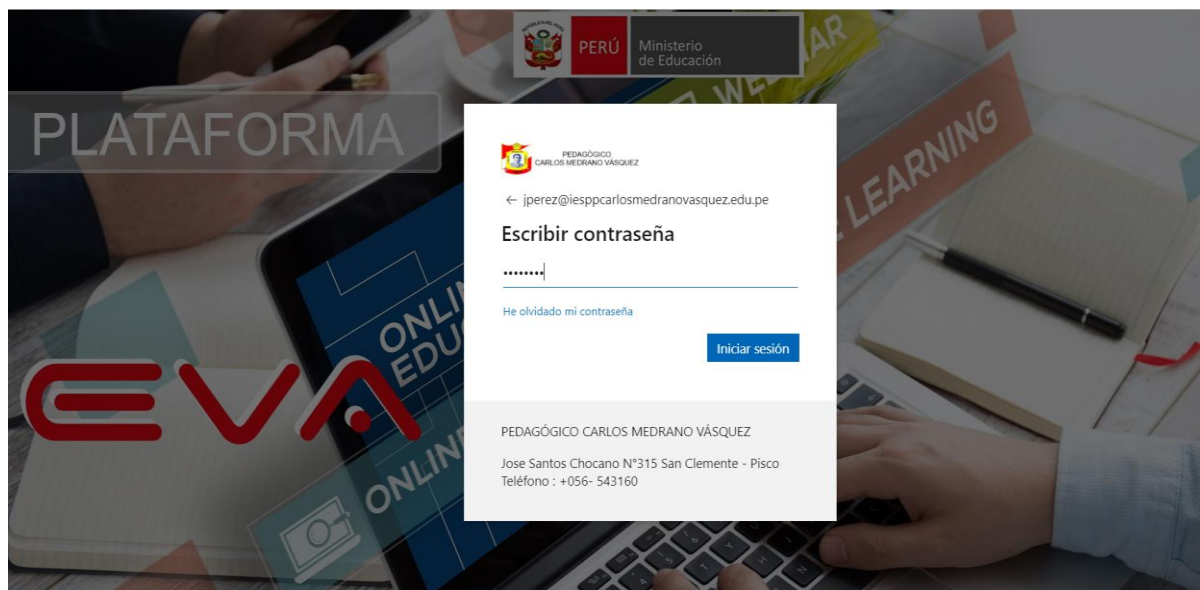 PERÚ
Ministerio
de Educación
PLATAFORMA
WEBINAR
LEARNING
PEDAGÓGICO
CARLOS MEDRANO VÁSQUEZ
← jperez@iesppcarlosmedranovasquez.edu.pe
Escribir contraseña
••••••••
He olvidado mi contraseña
Iniciar sesión
EVA
PEDAGÓGICO CARLOS MEDRANO VÁSQUEZ
Jose Santos Chocano N°315 San Clemente - Pisco
Teléfono : +056- 543160